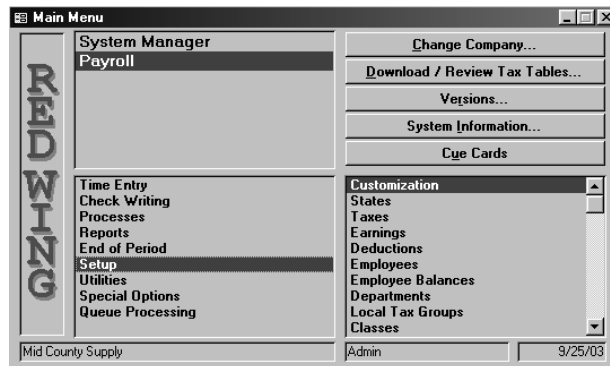 Main Menu
RED WING
System Manager
Payroll
Change Company...
Download / Review Tax Tables...
Versions...
System Information...
Cue Cards
Time Entry
Check Writing
Processes
Reports
End of Period
Setup
Utilities
Special Options
Queue Processing
Customization
States
Taxes
Earnings
Deductions
Employees
Employee Balances
Departments
Local Tax Groups
Classes
Mid County Supply
Admin
9/25/03